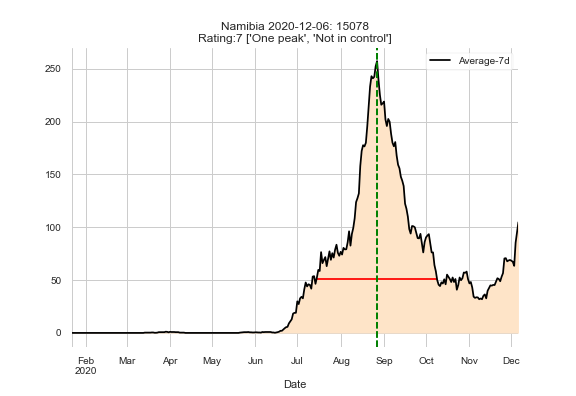 Namibia 2020-12-06: 15078
Rating:7 ['One peak', 'Not in control']
Average-7d
250
200
150
100
50
0
Feb Mar Apr May Jun Jul Aug Sep Oct Nov Dec
2020
Date